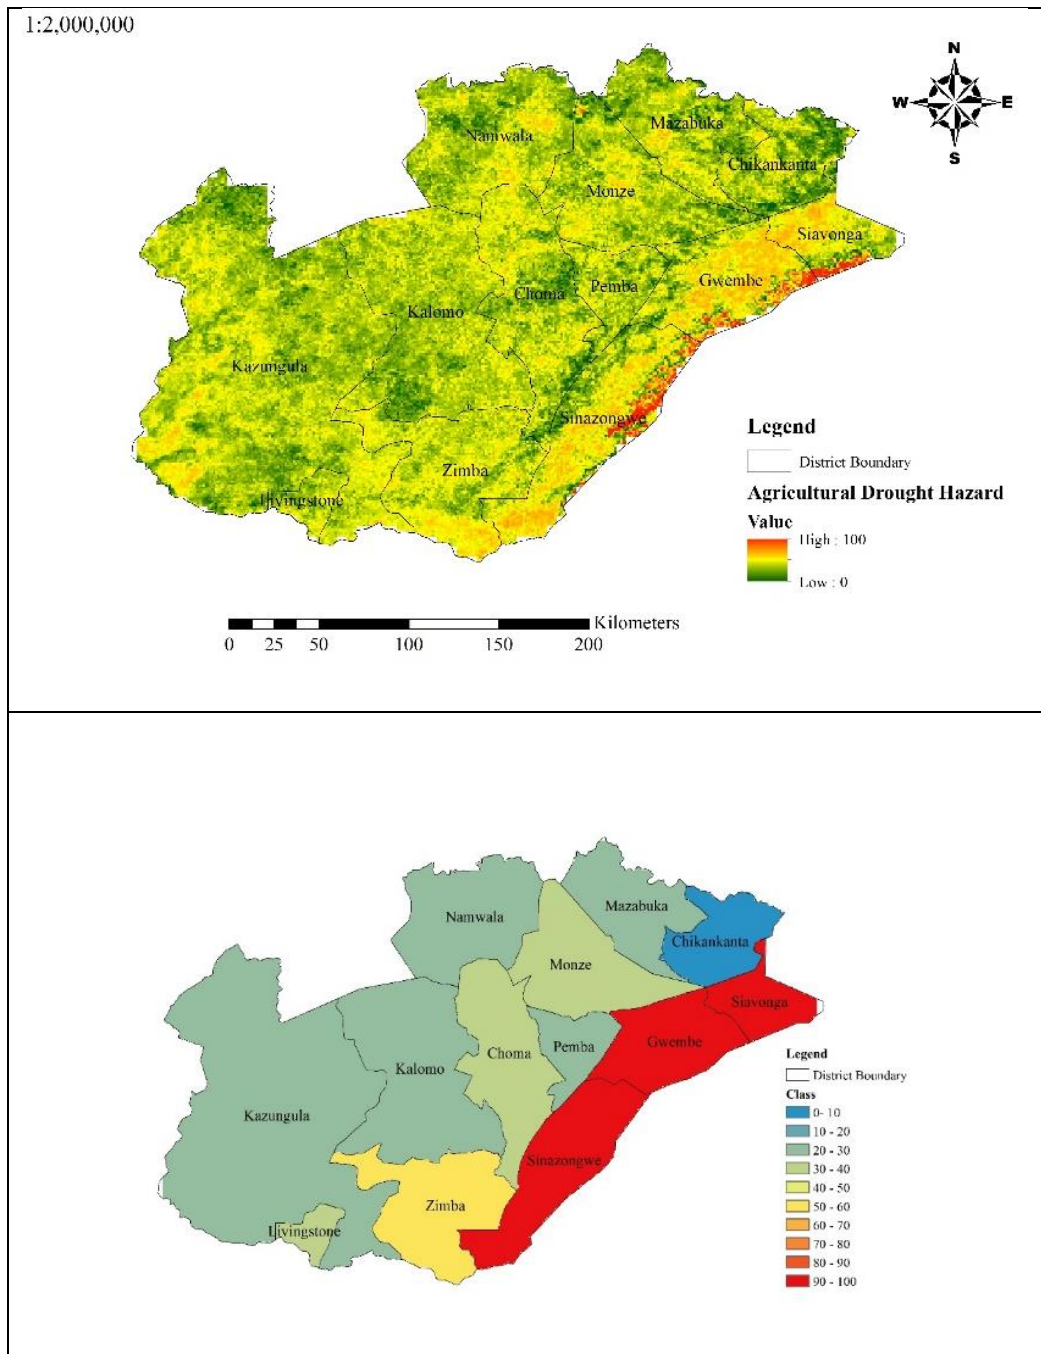 1:2,000,000
N
W E
S
Mazabuka
Namwala
Chikankanta
Monze
Siavonga
Gwembe
Pemba
Choma
Kalomo
Kazungula
Sinazongwe
Zimba
Livingstone
Legend
District Boundary
Agricultural Drought Hazard
Value
High : 100
Low : 0
Kilometers
0 25 50 100 150 200
Mazabuka
Namwala
Chikankanta
Monze
Siavonga
Gwembe
Pemba
Choma
Kalomo
Kazungula
Sinazongwe
Zimba
Livingstone
Legend
District Boundary
Class
0- 10
10 - 20
20 - 30
30 - 40
40 - 50
50 - 60
60 - 70
70 - 80
80 - 90
90 - 100